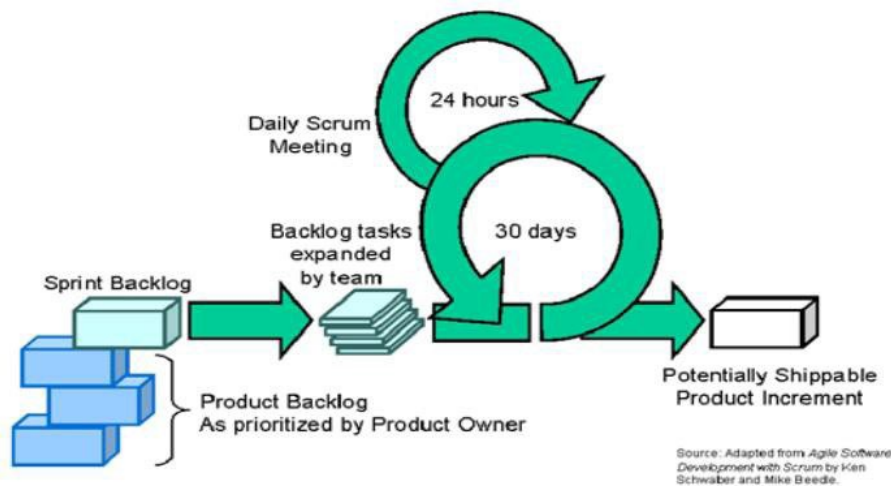 24 hours
Daily Scrum
Meeting
Backlog tasks
expanded
by team
30 days
Sprint Backlog
Product Backlog
As prioritized by Product Owner
Potentially Shippable
Product Increment
Source: Adapted from Agile Software
Development with Scrum by Ken
Schwaber and Mike Beedle.